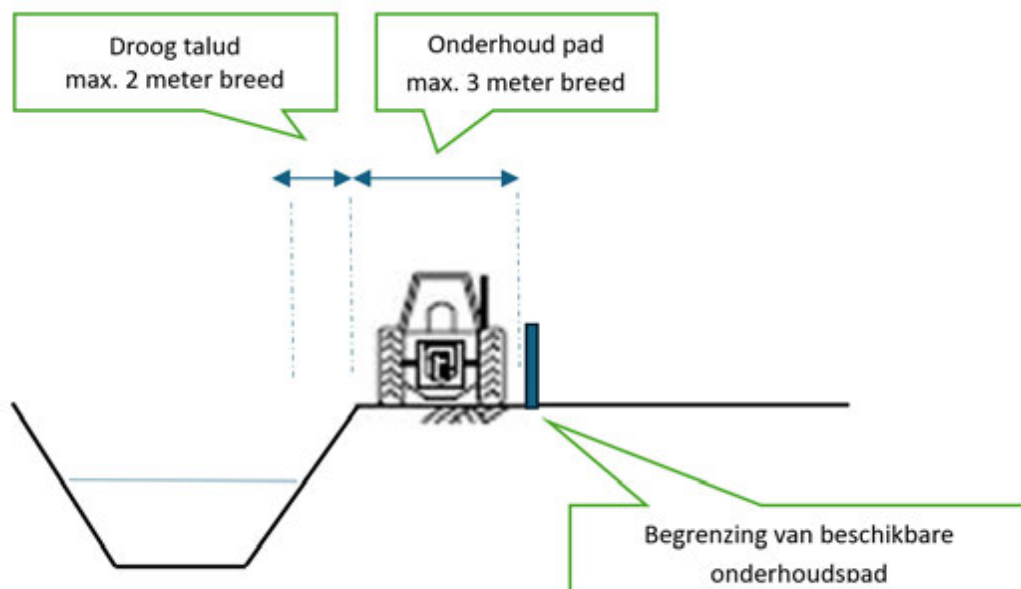 Droog talud
max. 2 meter breed
Onderhoud pad
max. 3 meter breed
Begrenzing van beschikbare
onderhoudspad